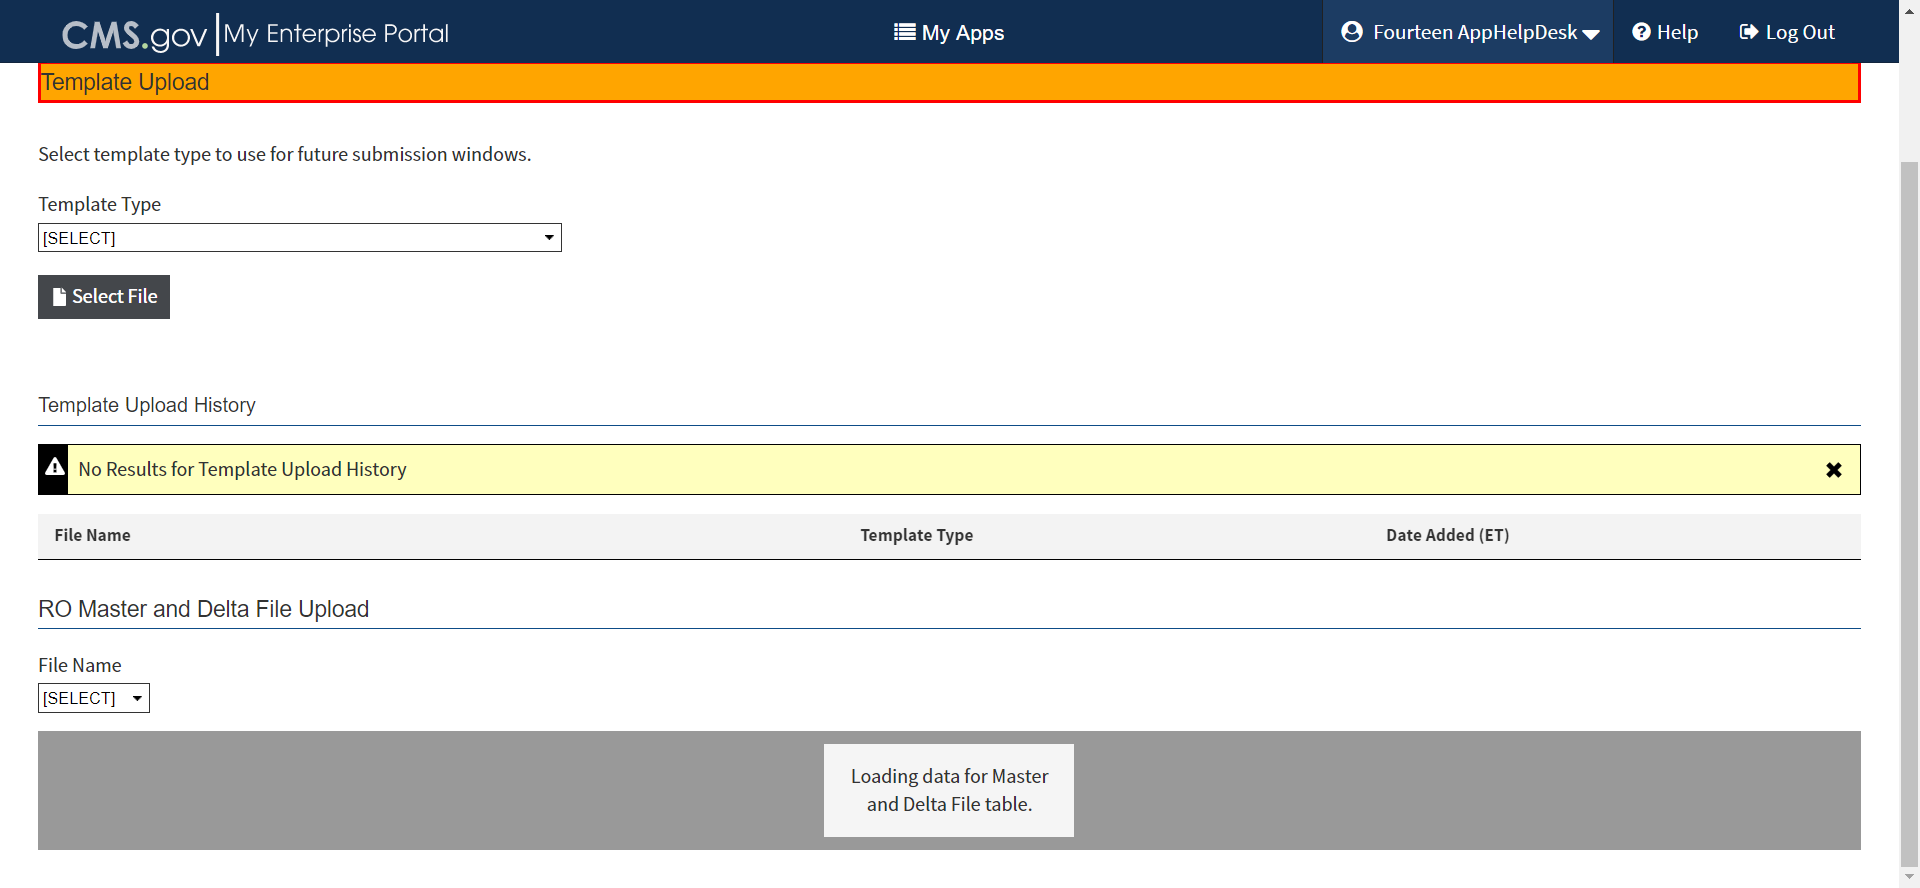 CMS.gov My Enterprise Portal My Apps Fourteen AppHelpDesk Help Log Out
Template Upload
Select template type to use for future submission windows.
Template Type
[SELECT]
Select File
Template Upload History
No Results for Template Upload History
File Name Template Type Date Added (ET)
RO Master and Delta File Upload
File Name
[SELECT]
Loading data for Master
and Delta File table.